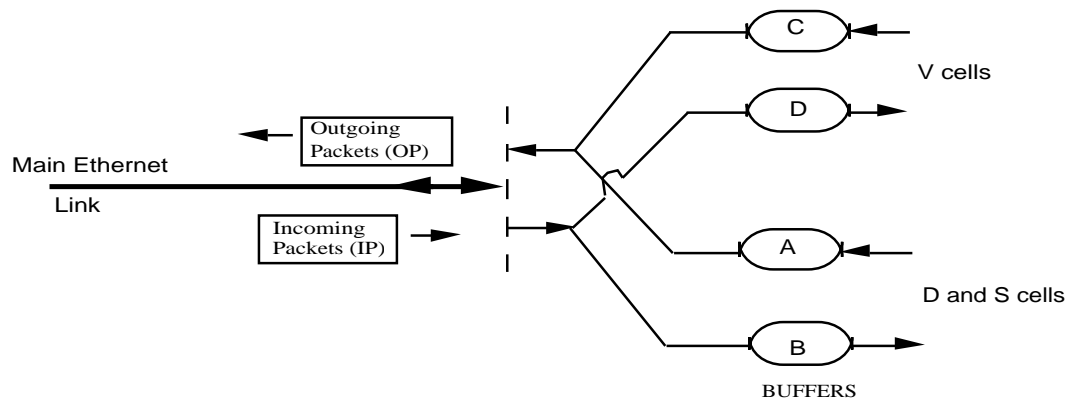 C
V cells
D
Outgoing
Packets (OP)
Main Ethernet
Link
Incoming
Packets (IP)
A
D and S cells
B
BUFFERS